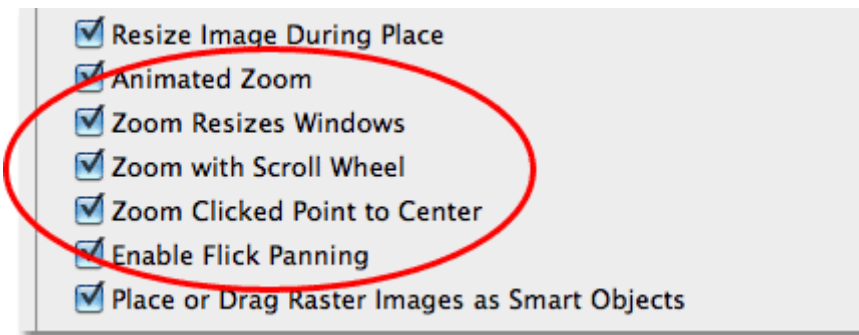 Resize Image During Place
Animated Zoom
Zoom Resizes Windows
Zoom with Scroll Wheel
Zoom Clicked Point to Center
Enable Flick Panning
Place or Drag Raster Images as Smart Objects